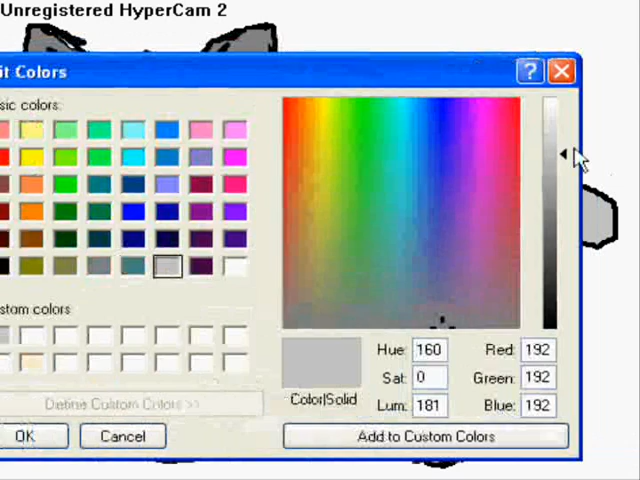 Unregistered HyperCam 2
it Colors
?
sic colors:
stom colors
Define Custom Colors >>
OK
Cancel
Color|Solid
Hue: 160
Sat: 0
Lum: 181
Red: 192
Green: 192
Blue: 192
Add to Custom Colors